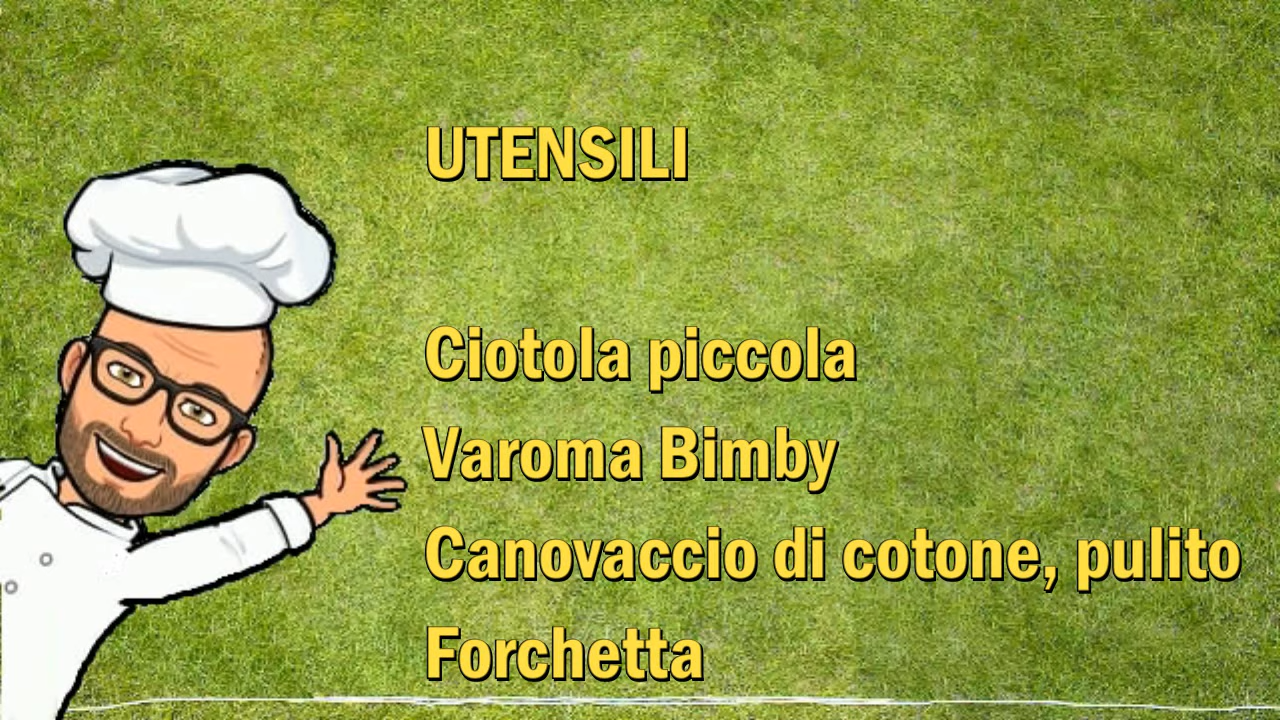 UTENSILI
Ciotola piccola
Varoma Bimby
Canovaccio di cotone, pulito
Forchetta